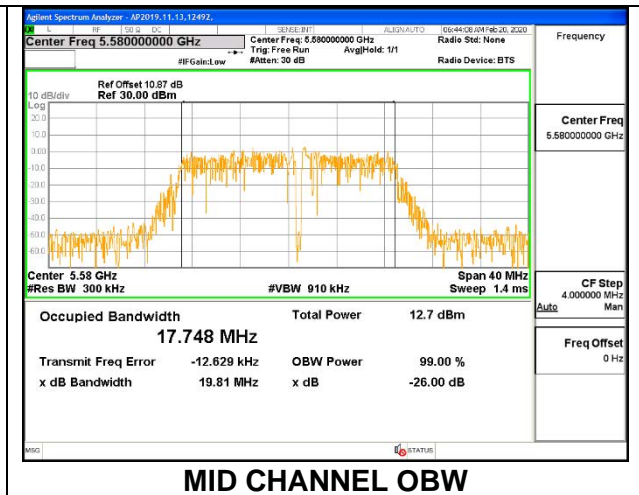 Agilent Spectrum Analyzer - AP2019.11.13,12492,
L RF 50 Ω DC SENSE:INT ALIGN AUTO 06:44:08 AM Feb 20, 2020
Center Freq 5.580000000 GHz Center Freq: 5.580000000 GHz Radio Std: None Frequency
Trig: Free Run Avg|Hold: 1/1
#IFGain:Low #Atten: 30 dB Radio Device: BTS
Ref Offset 10.87 dB
10 dB/div Ref 30.00 dBm
Log
20.0
10.0
0.00
-10.0
-20.0
-30.0
-40.0
-50.0
-60.0
Center 5.58 GHz Span 40 MHz
#Res BW 300 kHz #VBW 910 kHz Sweep 1.4 ms
Center Freq
5.580000000 GHz
CF Step
4.000000 MHz
Auto Man
Freq Offset
0 Hz
Occupied Bandwidth Total Power 12.7 dBm
17.748 MHz
Transmit Freq Error -12.629 kHz OBW Power 99.00 %
x dB Bandwidth 19.81 MHz x dB -26.00 dB
MSG STATUS
MID CHANNEL OBW